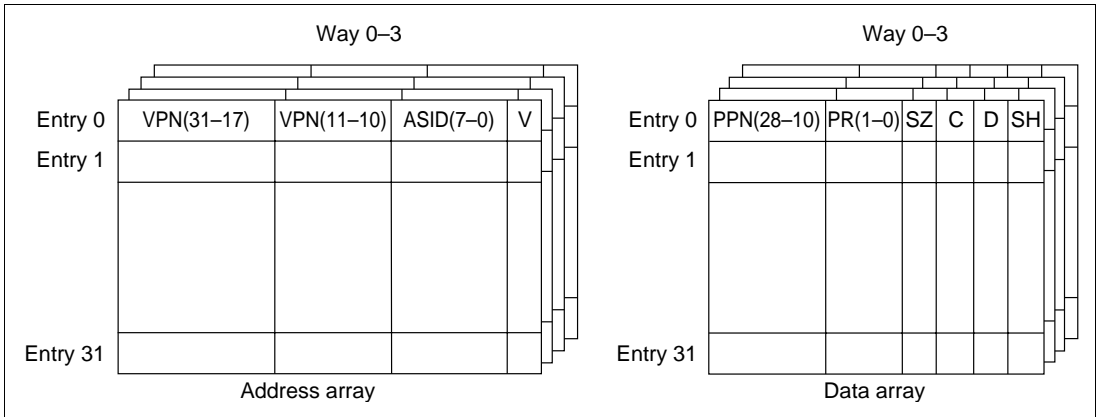 Way 0–3
Entry 0 VPN(31–17) VPN(11–10) ASID(7–0) V
Entry 1
Entry 31
Address array
Way 0–3
Entry 0 PPN(28–10) PR(1–0) SZ C D SH
Entry 1
Entry 31
Data array